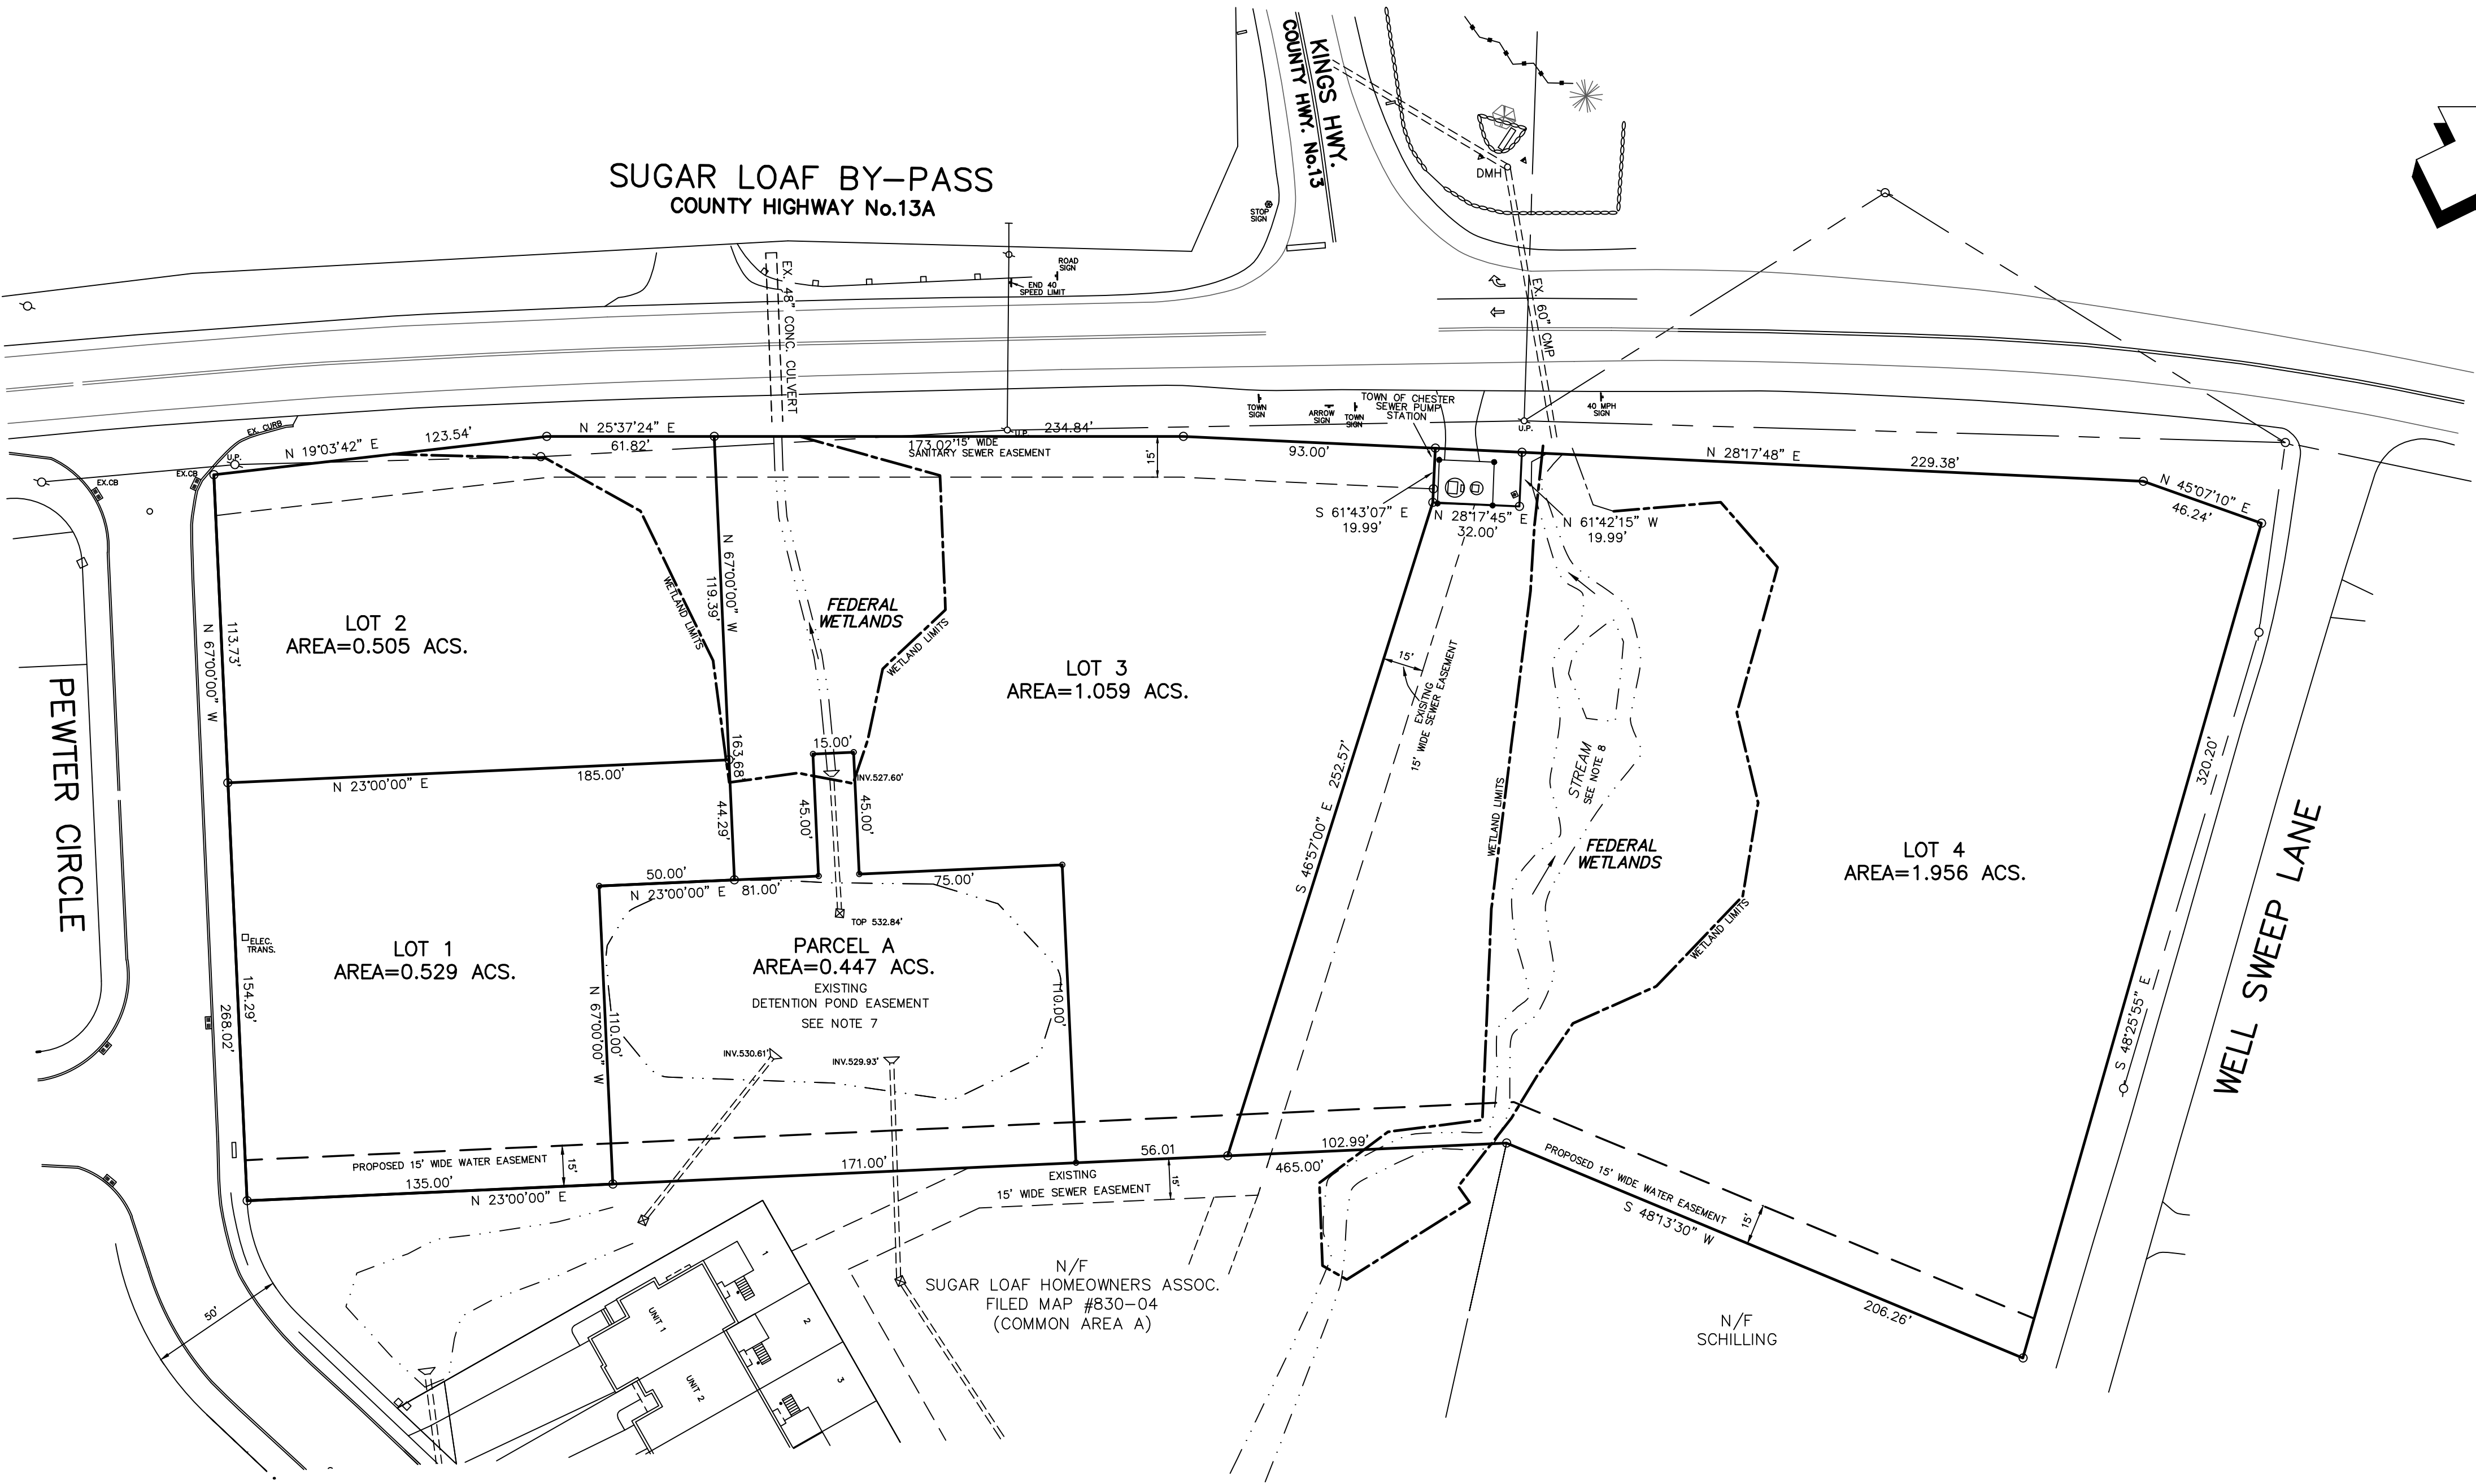 KINGS HWY.
COUNTY HWY. No.13
DMH
SUGAR LOAF BY-PASS
COUNTY HIGHWAY No.13A
STOP
SIGN
ROAD
SIGN
END 40
SPEED LIMIT
EX. 48" CONC. CULVERT
EX. 60" CMP
TOWN
SIGN
ARROW
SIGN
TOWN
SIGN
TOWN OF CHESTER
SEWER PUMP
STATION
40 MPH
SIGN
U.P.
EX. CURB
U.P.
EX.CB
EX.CB
N 19°03'42" E
123.54'
N 25°37'24" E
61.82'
U.P.
234.84'
173.02'
15' WIDE
SANITARY SEWER EASEMENT
15'
93.00'
N 28°17'48" E
229.38'
N 45°07'10" E
46.24'
S 61°43'07" E
19.99'
N 28°17'45" E
32.00'
N 61°42'15" W
19.99'
N 67°00'00" W
119.39'
WETLAND LIMITS
FEDERAL
WETLANDS
WETLAND LIMITS
LOT 2
AREA=0.505 ACS.
113.73'
N 67°00'00" W
LOT 3
AREA=1.059 ACS.
15'
EXISITNG
15' WIDE SEWER EASEMENT
PEWTER CIRCLE
N 23°00'00" E
185.00'
163.68'
44.29'
15.00'
INV.527.60'
45.00'
45.00'
S 46°57'00" E 252.57'
WETLAND LIMITS
STREAM
SEE NOTE 8
FEDERAL
WETLANDS
WETLAND LIMITS
LOT 4
AREA=1.956 ACS.
320.20'
S 48°25'55" E
WELL SWEEP LANE
50.00'
N 23°00'00" E
81.00'
75.00'
TOP 532.84'
ELEC.
TRANS.
LOT 1
AREA=0.529 ACS.
PARCEL A
AREA=0.447 ACS.
EXISTING
DETENTION POND EASEMENT
SEE NOTE 7
154.29'
268.02'
N 67°00'00" W
110.00'
110.00'
INV.530.61'
INV.529.93'
PROPOSED 15' WIDE WATER EASEMENT
15'
135.00'
N 23°00'00" E
171.00'
56.01
102.99'
465.00'
EXISTING
15' WIDE SEWER EASEMENT
15'
PROPOSED 15' WIDE WATER EASEMENT
15'
S 48°13'30" W
206.26'
N/F
SUGAR LOAF HOMEOWNERS ASSOC.
FILED MAP #830-04
(COMMON AREA A)
N/F
SCHILLING
50'
UNIT 1
UNIT 2
1
2
3